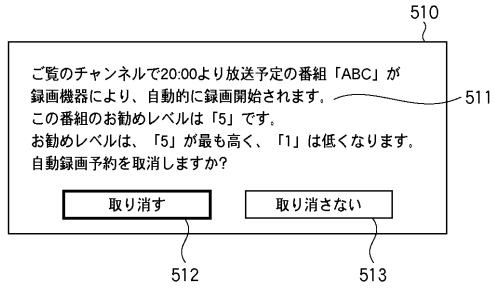 510
ご覧のチャンネルで20:00より放送予定の番組「ABC」が
録画機器により、自動的に録画開始されます。
511
この番組のお勧めレベルは「5」です。
お勧めレベルは、「5」が最も高く、「1」は低くなります。
自動録画予約を取消しますか?
取り消す
取り消さない
512
513